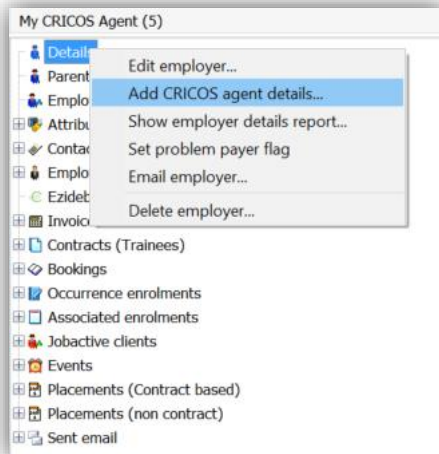 My CRICOS Agent (5)
Details
Parent
Emplo
Attribu
Contac
Emplo
Ezideb
Invoice
Contracts (Trainees)
Bookings
Occurrence enrolments
Associated enrolments
Jobactive clients
Events
Placements (Contract based)
Placements (non contract)
Sent email
Edit employer...
Add CRICOS agent details...
Show employer details report...
Set problem payer flag
Email employer...
Delete employer...